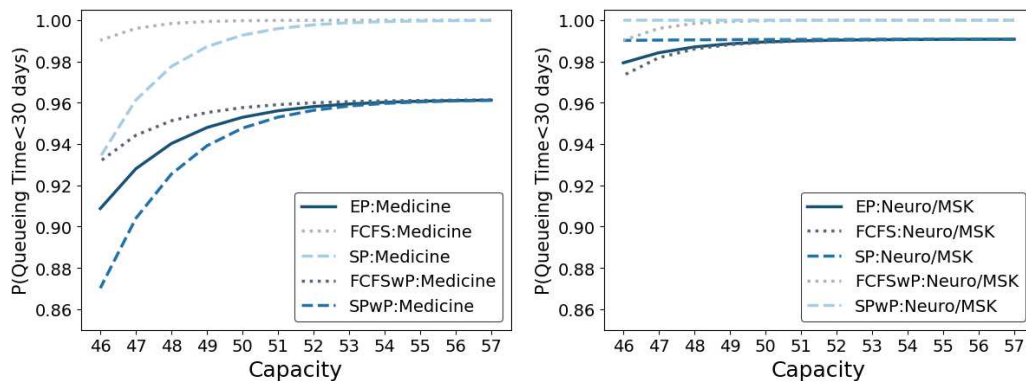 P(Queueing Time<30 days)
1.00
0.98
0.96
0.94
0.92
0.90
0.88
0.86
EP:Medicine
FCFS:Medicine
SP:Medicine
FCFSwP:Medicine
SPwP:Medicine
46 47 48 49 50 51 52 53 54 55 56 57
Capacity
P(Queueing Time<30 days)
1.00
0.98
0.96
0.94
0.92
0.90
0.88
0.86
EP:Neuro/MSK
FCFS:Neuro/MSK
SP:Neuro/MSK
FCFSwP:Neuro/MSK
SPwP:Neuro/MSK
46 47 48 49 50 51 52 53 54 55 56 57
Capacity